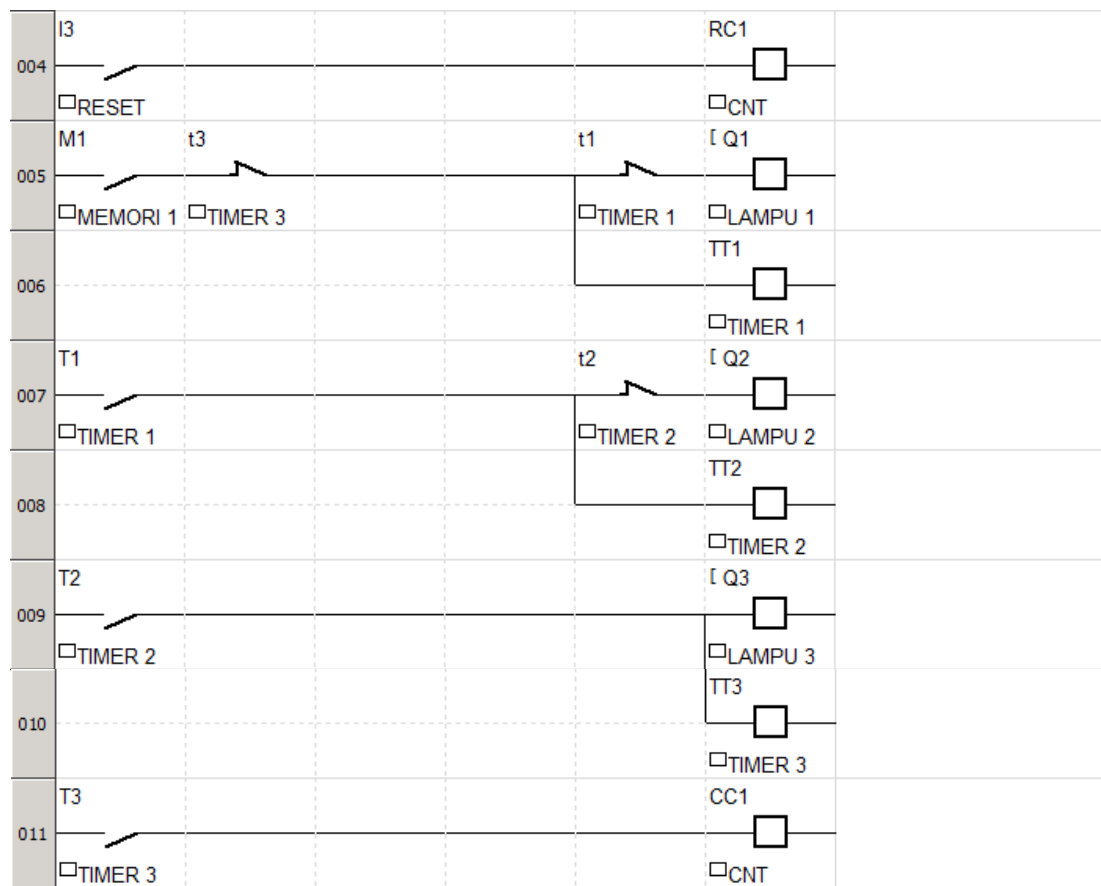 I3 RC1
004
RESET CNT
M1 t3 t1 [ Q1
005
MEMORI 1 TIMER 3 TIMER 1 LAMPU 1
TT1
006
TIMER 1
T1 t2 [ Q2
007
TIMER 1 TIMER 2 LAMPU 2
TT2
008
TIMER 2
T2 [ Q3
009
TIMER 2 LAMPU 3
TT3
010
TIMER 3
T3 CC1
011
TIMER 3 CNT